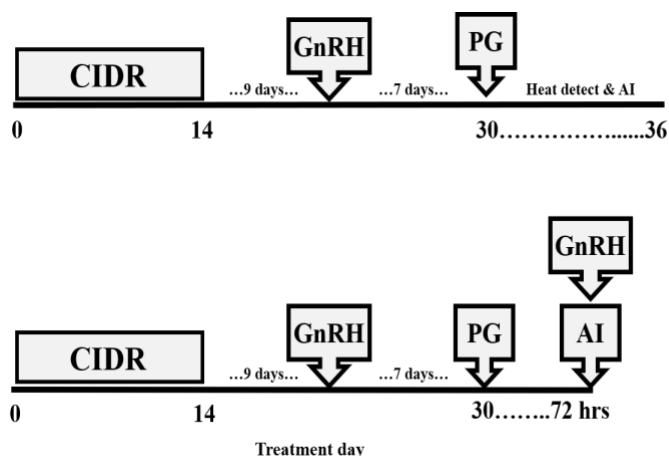 GnRH
PG
CIDR
...9 days...
...7 days...
Heat detect & AI
0
14
30…………….......36
GnRH
CIDR
GnRH
PG
AI
...9 days...
...7 days...
0
14
30……..72 hrs
Treatment day